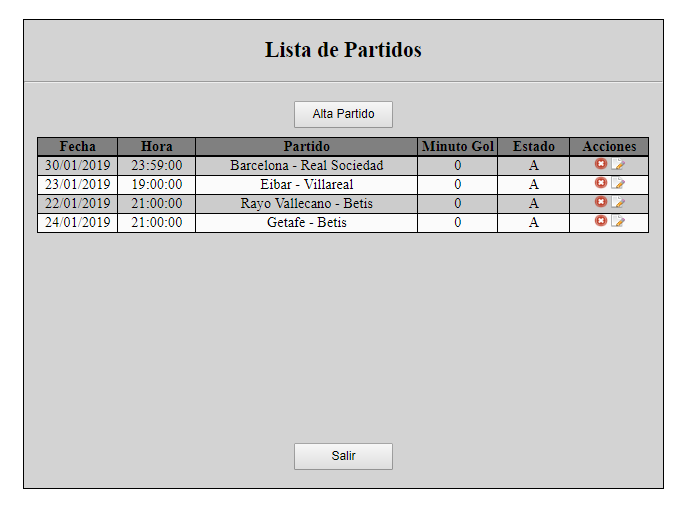 Lista de Partidos
Alta Partido
Fecha Hora Partido Minuto Gol Estado Acciones
30/01/2019 23:59:00 Barcelona - Real Sociedad 0 A
23/01/2019 19:00:00 Eibar - Villareal 0 A
22/01/2019 21:00:00 Rayo Vallecano - Betis 0 A
24/01/2019 21:00:00 Getafe - Betis 0 A
Salir